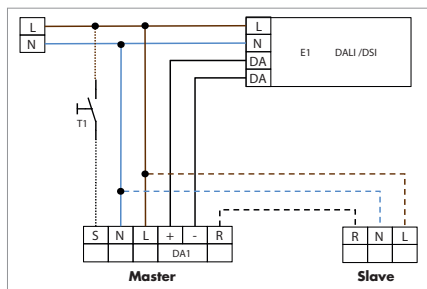 L
N
L
N
DA
DA
E1 DALI /DSI
T1
S N L + - R
DA1
R N L
Master
Slave